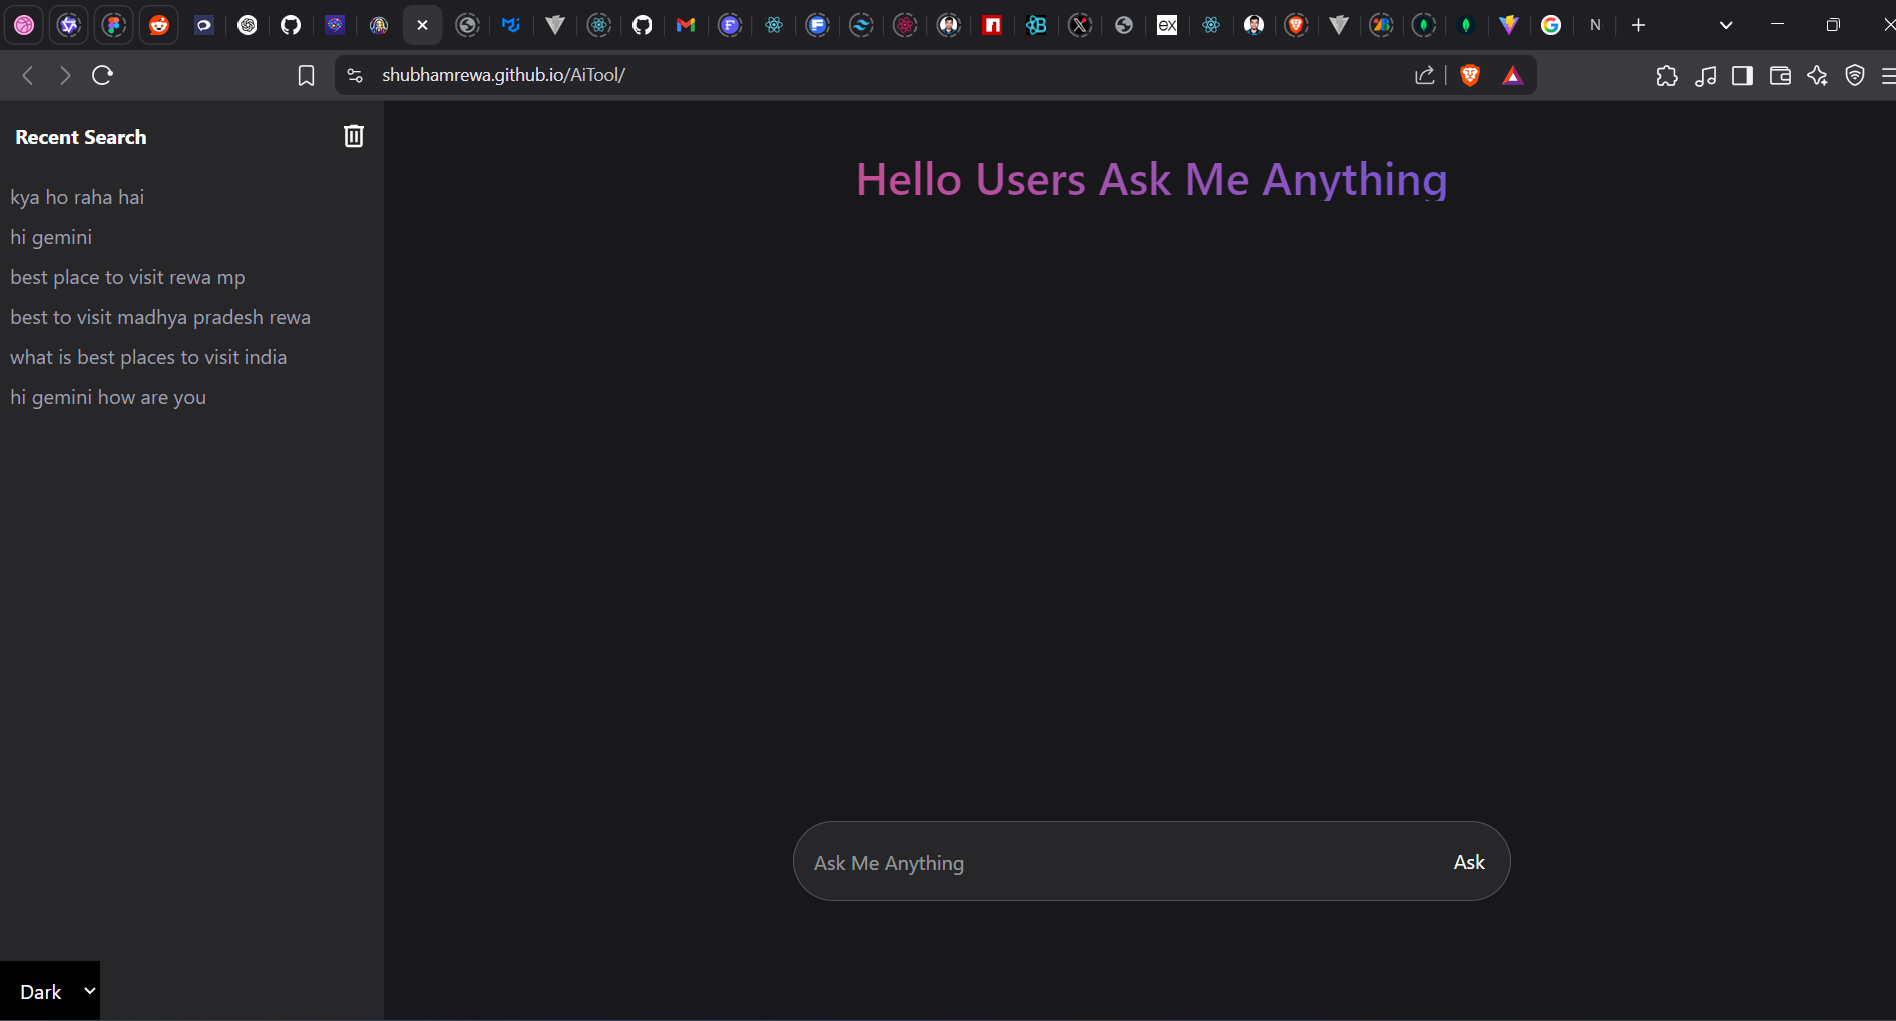 ex
N
shubhamrewa.github.io/AiTool/
Recent Search
kya ho raha hai
hi gemini
best place to visit rewa mp
best to visit madhya pradesh rewa
what is best places to visit india
hi gemini how are you
Hello Users Ask Me Anything
Ask Me Anything
Ask
Dark